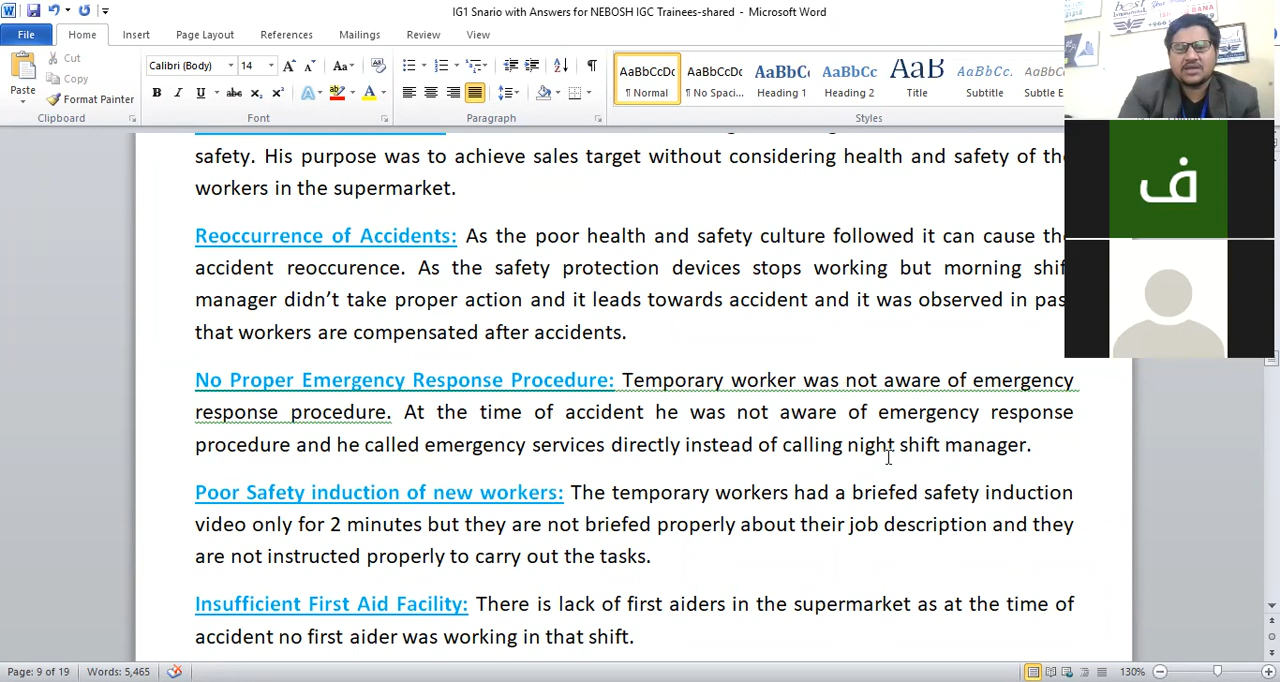 IG1 Snario with Answers for NEBOSH IGC Trainees-shared - Microsoft Word
File Home Insert Page Layout References Mailings Review View
Cut
Copy
Format Painter
Paste
Clipboard
Calibri (Body) 14
Font
Paragraph
AaBbCcDc AaBbCcDc AaBbC AaBbCc AaB AaBbCc. AaBbCc
¶ Normal ¶ No Spaci... Heading 1 Heading 2 Title Subtitle Subtle E
Styles
safety. His purpose was to achieve sales target without considering health and safety of the
workers in the supermarket.
Reoccurrence of Accidents: As the poor health and safety culture followed it can cause the
accident reoccurence. As the safety protection devices stops working but morning shif
manager didn’t take proper action and it leads towards accident and it was observed in pas
that workers are compensated after accidents.
No Proper Emergency Response Procedure: Temporary worker was not aware of emergency
response procedure. At the time of accident he was not aware of emergency response
procedure and he called emergency services directly instead of calling night shift manager.
Poor Safety induction of new workers: The temporary workers had a briefed safety induction
video only for 2 minutes but they are not briefed properly about their job description and they
are not instructed properly to carry out the tasks.
Insufficient First Aid Facility: There is lack of first aiders in the supermarket as at the time of
accident no first aider was working in that shift.
ف
Page: 9 of 19 Words: 5,465 130%